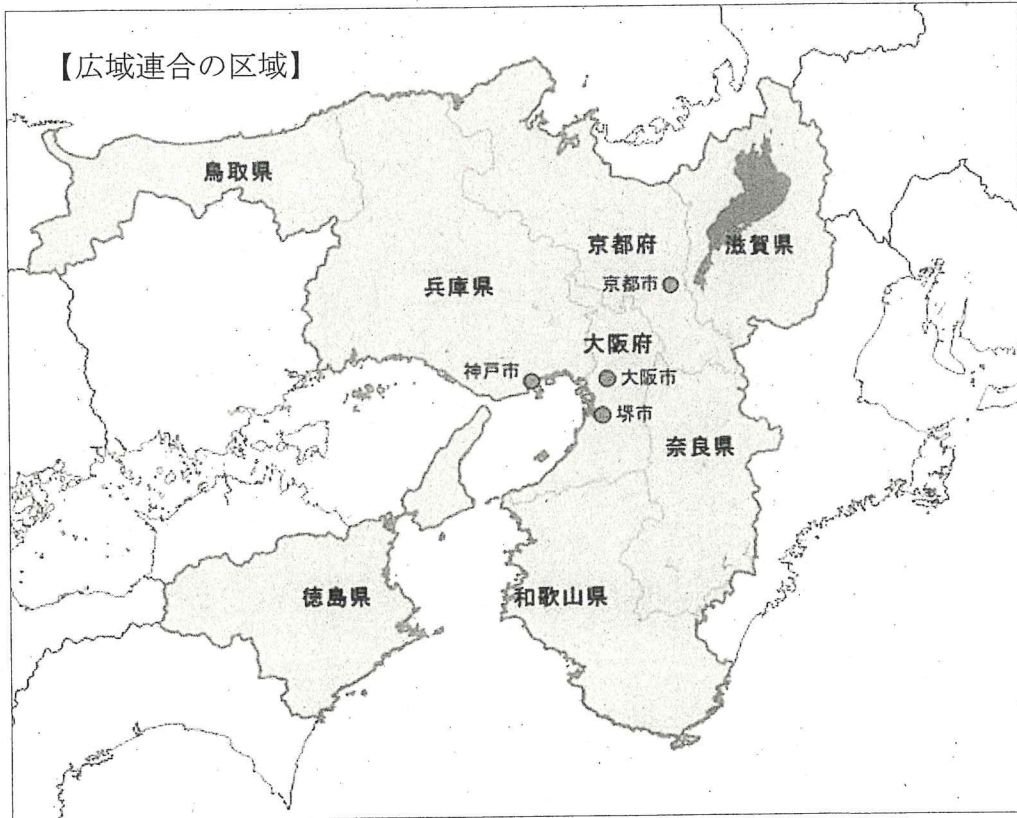 【広域連合の区域】
鳥取県
京都府
滋賀県
兵庫県
京都市
大阪府
神戸市
大阪市
堺市
奈良県
徳島県
和歌山県